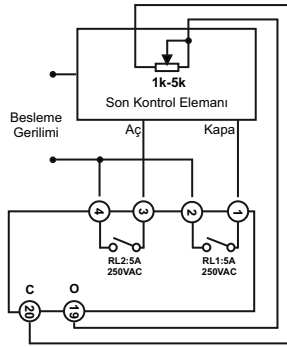 1k-5k
Son Kontrol Elemanı
Besleme
Gerilimi
Aç
Kapa
4
3
2
1
RL2:5A
250VAC
RL1:5A
250VAC
C
O
20
19